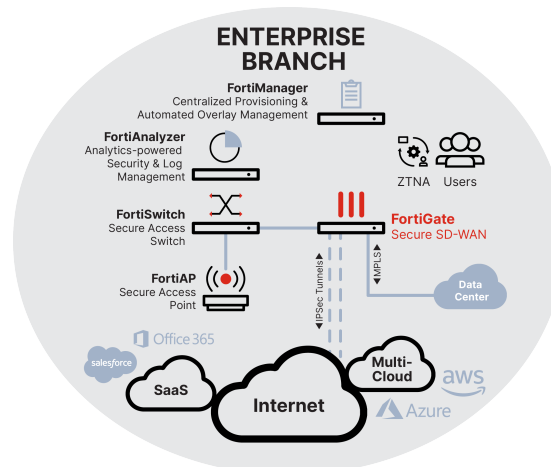 ENTERPRISE
BRANCH
FortiManager
Centralized Provisioning &
Automated Overlay Management
FortiAnalyzer
Analytics-powered
Security & Log
Management
ZTNA
Users
FortiSwitch
Secure Access
Switch
FortiGate
Secure SD-WAN
FortiAP
Secure Access
Point
IPSec Tunnels
MPLS
Data
Center
Office 365
salesforce
SaaS
Internet
Multi-
Cloud
aws
Azure